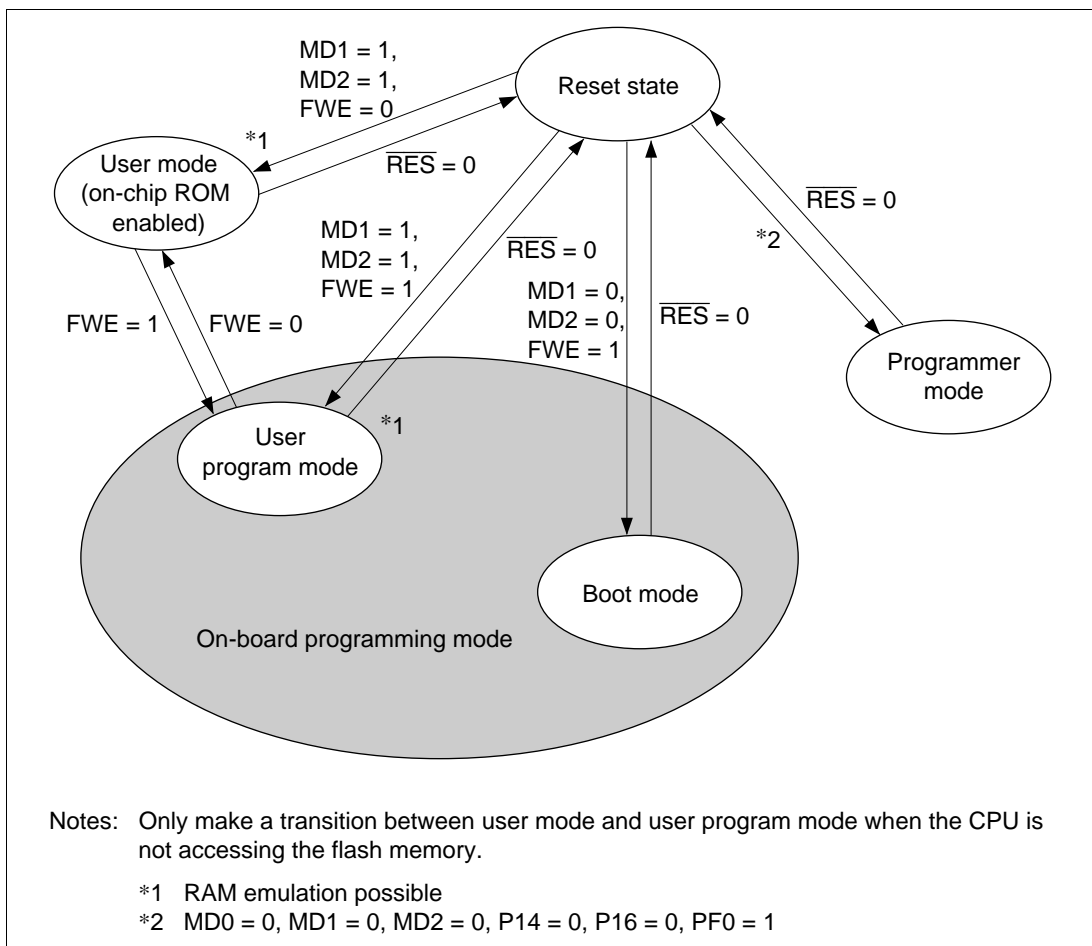 MD1 = 1,
MD2 = 1,
FWE = 0
Reset state
*1
User mode
(on-chip ROM
enabled)
RES = 0
MD1 = 1,
MD2 = 1,
FWE = 1
RES = 0
*2
RES = 0
FWE = 1
FWE = 0
MD1 = 0,
MD2 = 0,
FWE = 1
RES = 0
Programmer
mode
*1
User
program mode
Boot mode
On-board programming mode
Notes: Only make a transition between user mode and user program mode when the CPU is
not accessing the flash memory.
*1 RAM emulation possible
*2 MD0 = 0, MD1 = 0, MD2 = 0, P14 = 0, P16 = 0, PF0 = 1